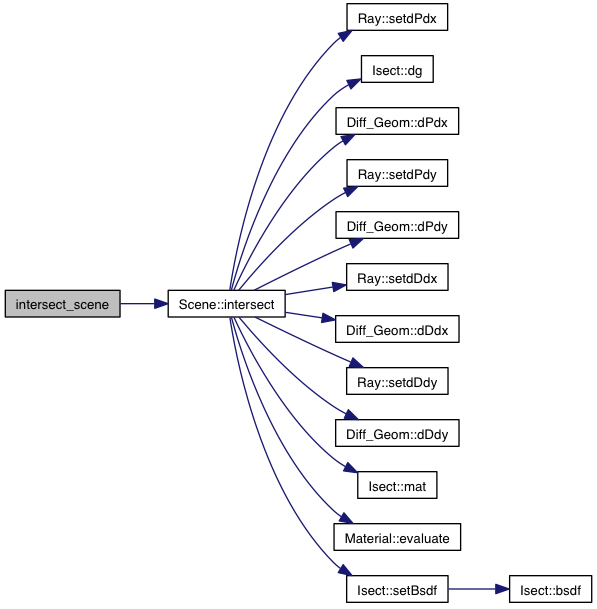 Ray::setdPdx
Isect::dg
Diff_Geom::dPdx
Ray::setdPdy
Diff_Geom::dPdy
Ray::setdDdx
intersect_scene
Scene::intersect
Diff_Geom::dDdx
Ray::setdDdy
Diff_Geom::dDdy
Isect::mat
Material::evaluate
Isect::setBsdf
Isect::bsdf